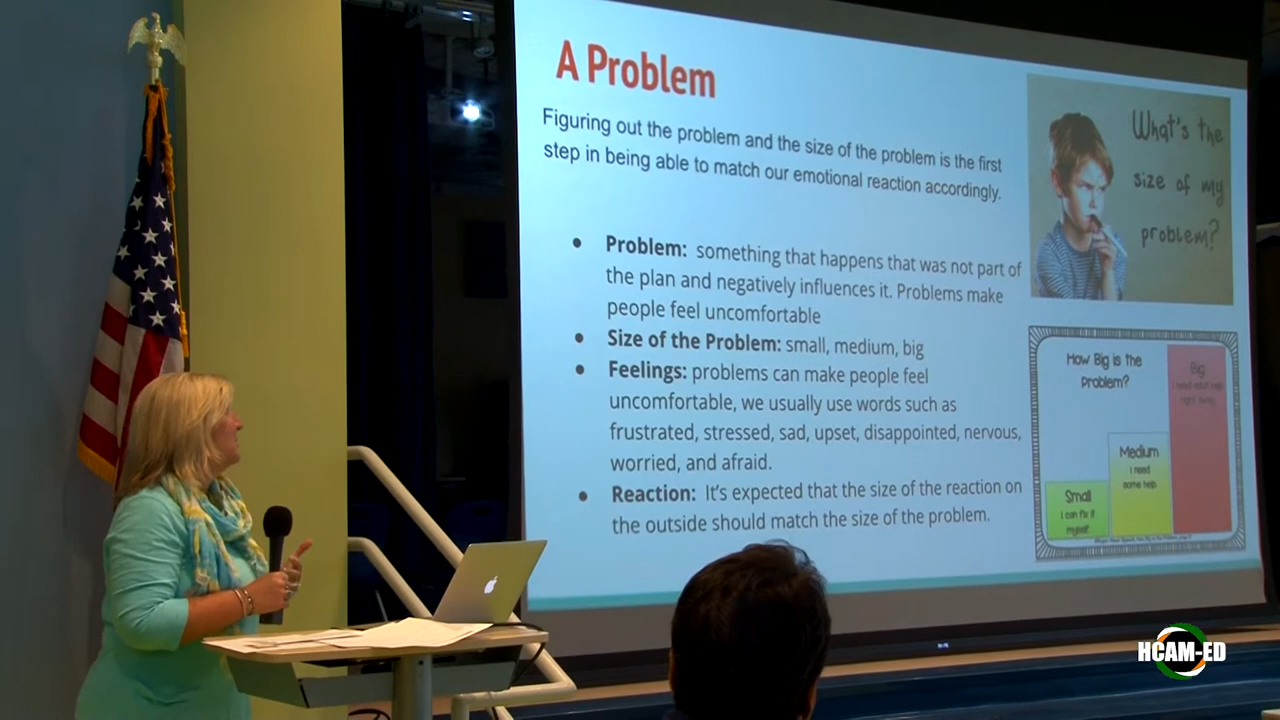 A Problem
Figuring out the problem and the size of the problem is the first
step in being able to match our emotional reaction accordingly.
• Problem: something that happens that was not part of
the plan and negatively influences it. Problems make
people feel uncomfortable
• Size of the Problem: small, medium, big
• Feelings: problems can make people feel
uncomfortable, we usually use words such as
frustrated, stressed, sad, upset, disappointed, nervous,
worried, and afraid.
• Reaction: It's expected that the size of the reaction on
the outside should match the size of the problem.
What's the
size of my
problem?
How Big is the
Problem?
Small
I can fix it
myself
Medium
I need
some help
Big
I need adult help
right away
HCAM-ED